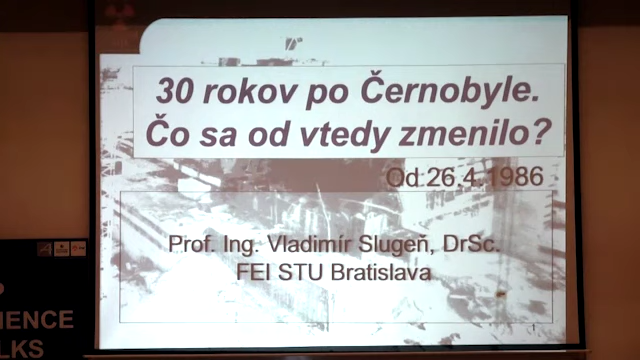 30 rokov po Černobyle.
Čo sa od vtedy zmenilo?
Od 26.4.1986
Prof. Ing. Vladimír Slugeň, DrSc.
FEI STU Bratislava
IENCE
LKS